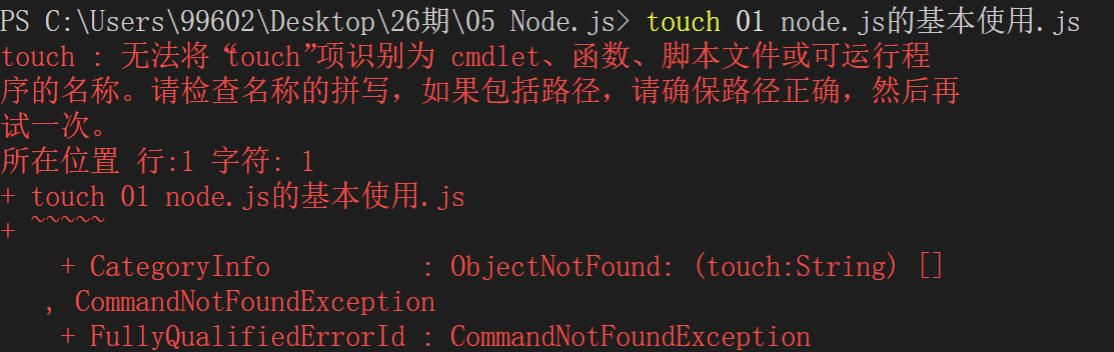 PS C:\Users\99602\Desktop\26期\05 Node.js> touch 01 node.js的基本使用.js
touch : 无法将“touch”项识别为 cmdlet、函数、脚本文件或可运行程
序的名称。请检查名称的拼写，如果包括路径，请确保路径正确，然后再
试一次。
所在位置 行:1 字符: 1
+ touch 01 node.js的基本使用.js
+ ~~~~~
    + CategoryInfo          : ObjectNotFound: (touch:String) []
   , CommandNotFoundException
    + FullyQualifiedErrorId : CommandNotFoundException